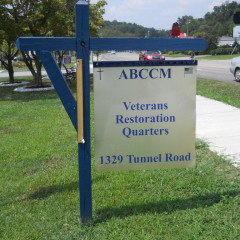 ABCCM
Veterans
Restoration
Quarters
1329 Tunnel Road